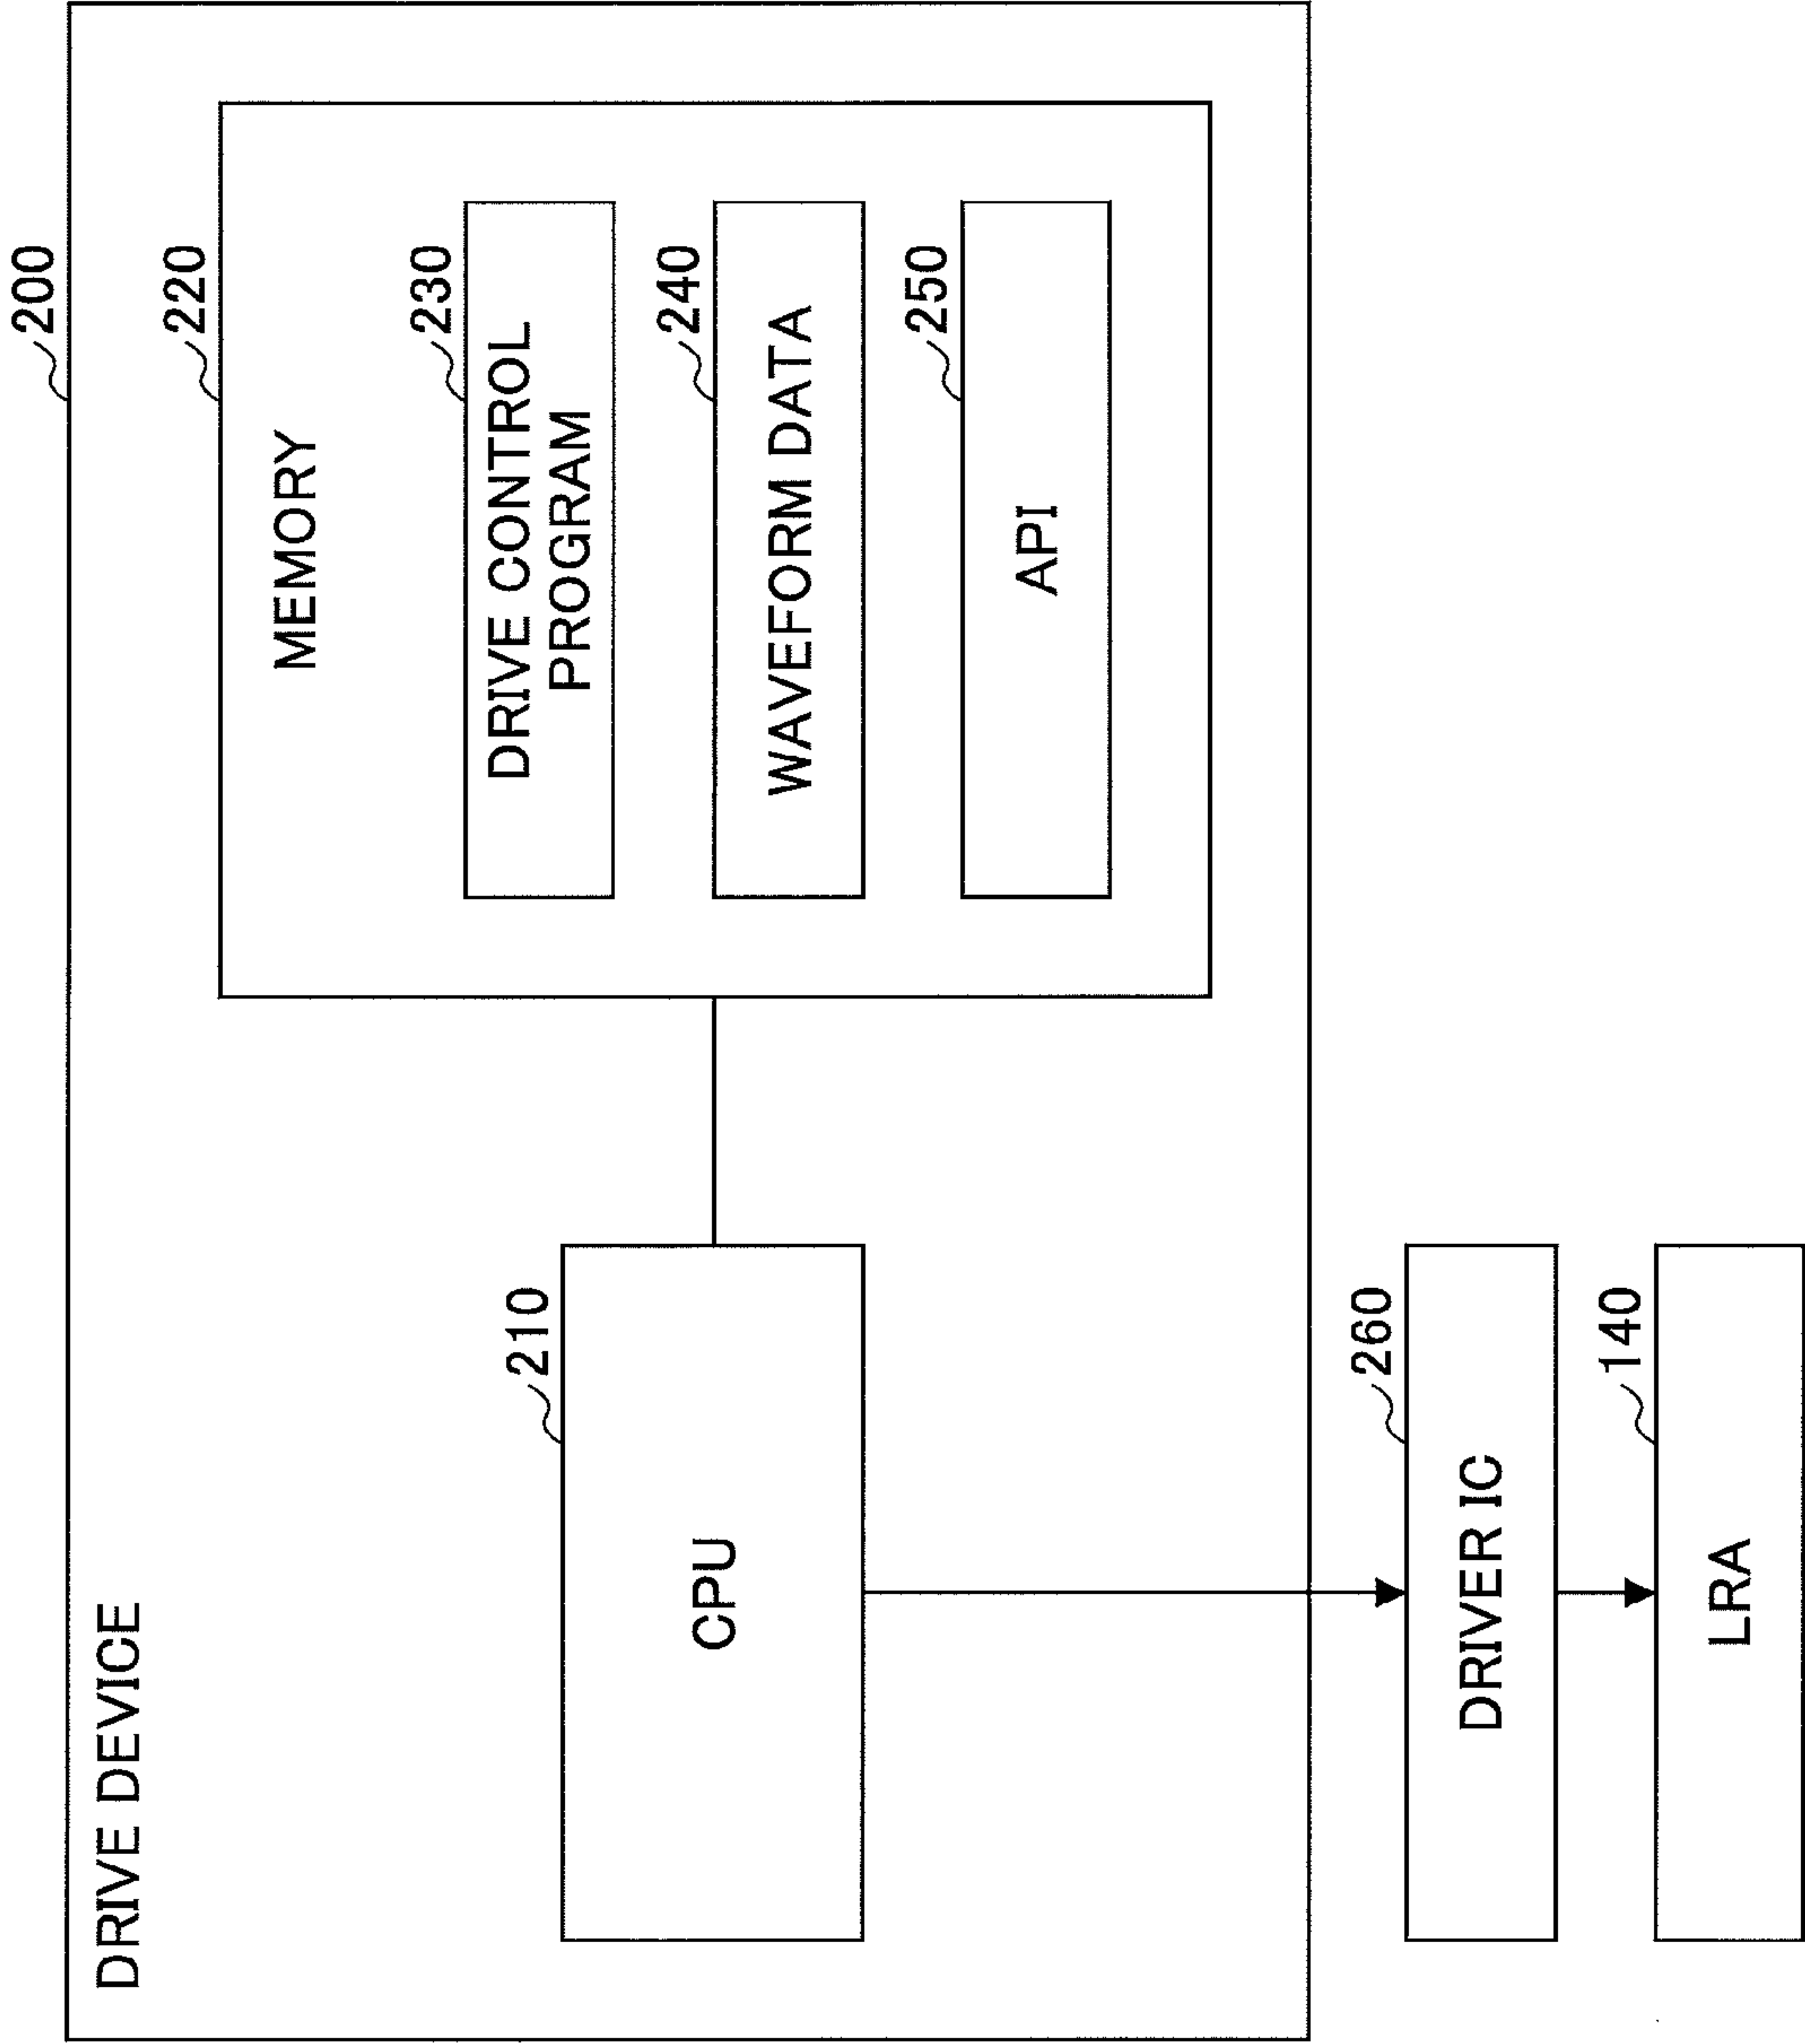 200
DRIVE DEVICE
220
MEMORY
230
DRIVE CONTROL
PROGRAM
210
CPU
240
WAVEFORM DATA
250
API
260
DRIVER IC
140
LRA